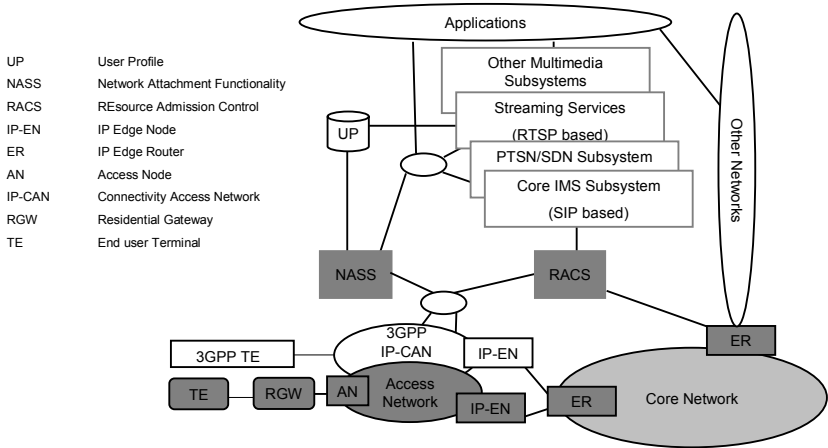 Applications
UP User Profile
NASS Network Attachment Functionality
RACS REsource Admission Control
IP-EN IP Edge Node
ER IP Edge Router
AN Access Node
IP-CAN Connectivity Access Network
RGW Residential Gateway
TE End user Terminal
Other Multimedia
Subsystems
Streaming Services
(RTSP based)
UP
PTSN/SDN Subsystem
Core IMS Subsystem
(SIP based)
Other Networks
NASS
RACS
3GPP
IP-CAN
3GPP TE
IP-EN
ER
TE
RGW
AN
Access
Network
IP-EN
ER
Core Network